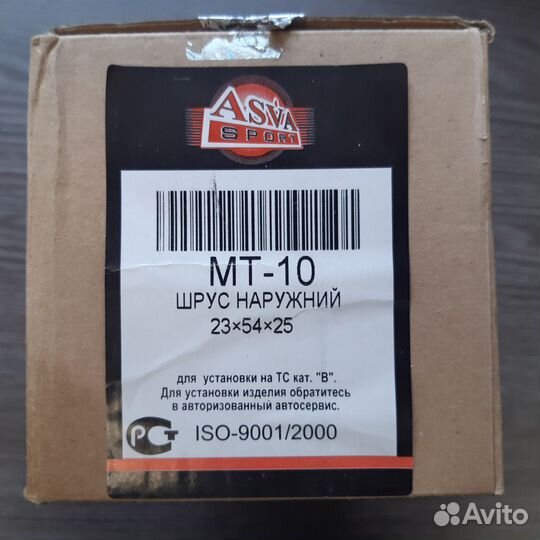 ASVA
SPORT
MT-10
ШРУС НАРУЖНИЙ
23×54×25
для установки на ТС кат. "В".
Для установки изделия обратитесь
в авторизованный автосервис.
РСТ ISO-9001/2000
Avito